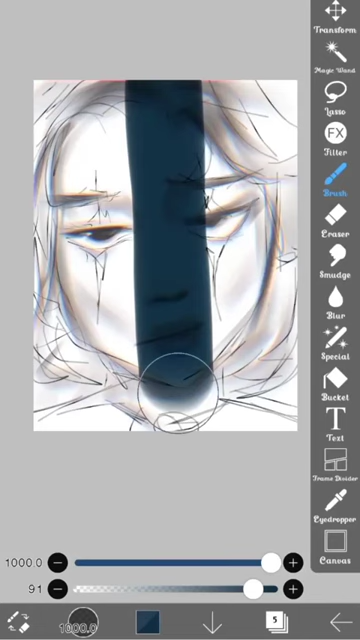 Transform
Magic Wand
Lasso
FX
Filter
Brush
Eraser
Smudge
Blur
Special
Bucket
T
Text
Frame Divider
Eyedropper
Canvas
1000.0
91
1000.0
5